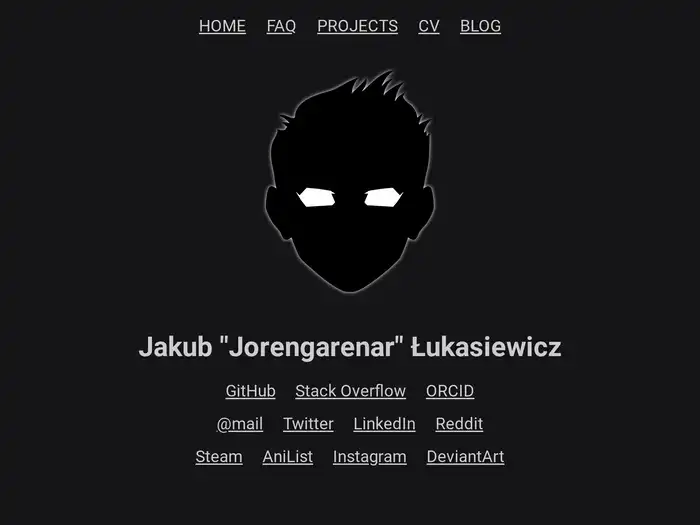 HOME FAQ PROJECTS CV BLOG
Jakub "Jorengarenar" Łukasiewicz
GitHub Stack Overflow ORCID
@mail Twitter LinkedIn Reddit
Steam AniList Instagram DeviantArt